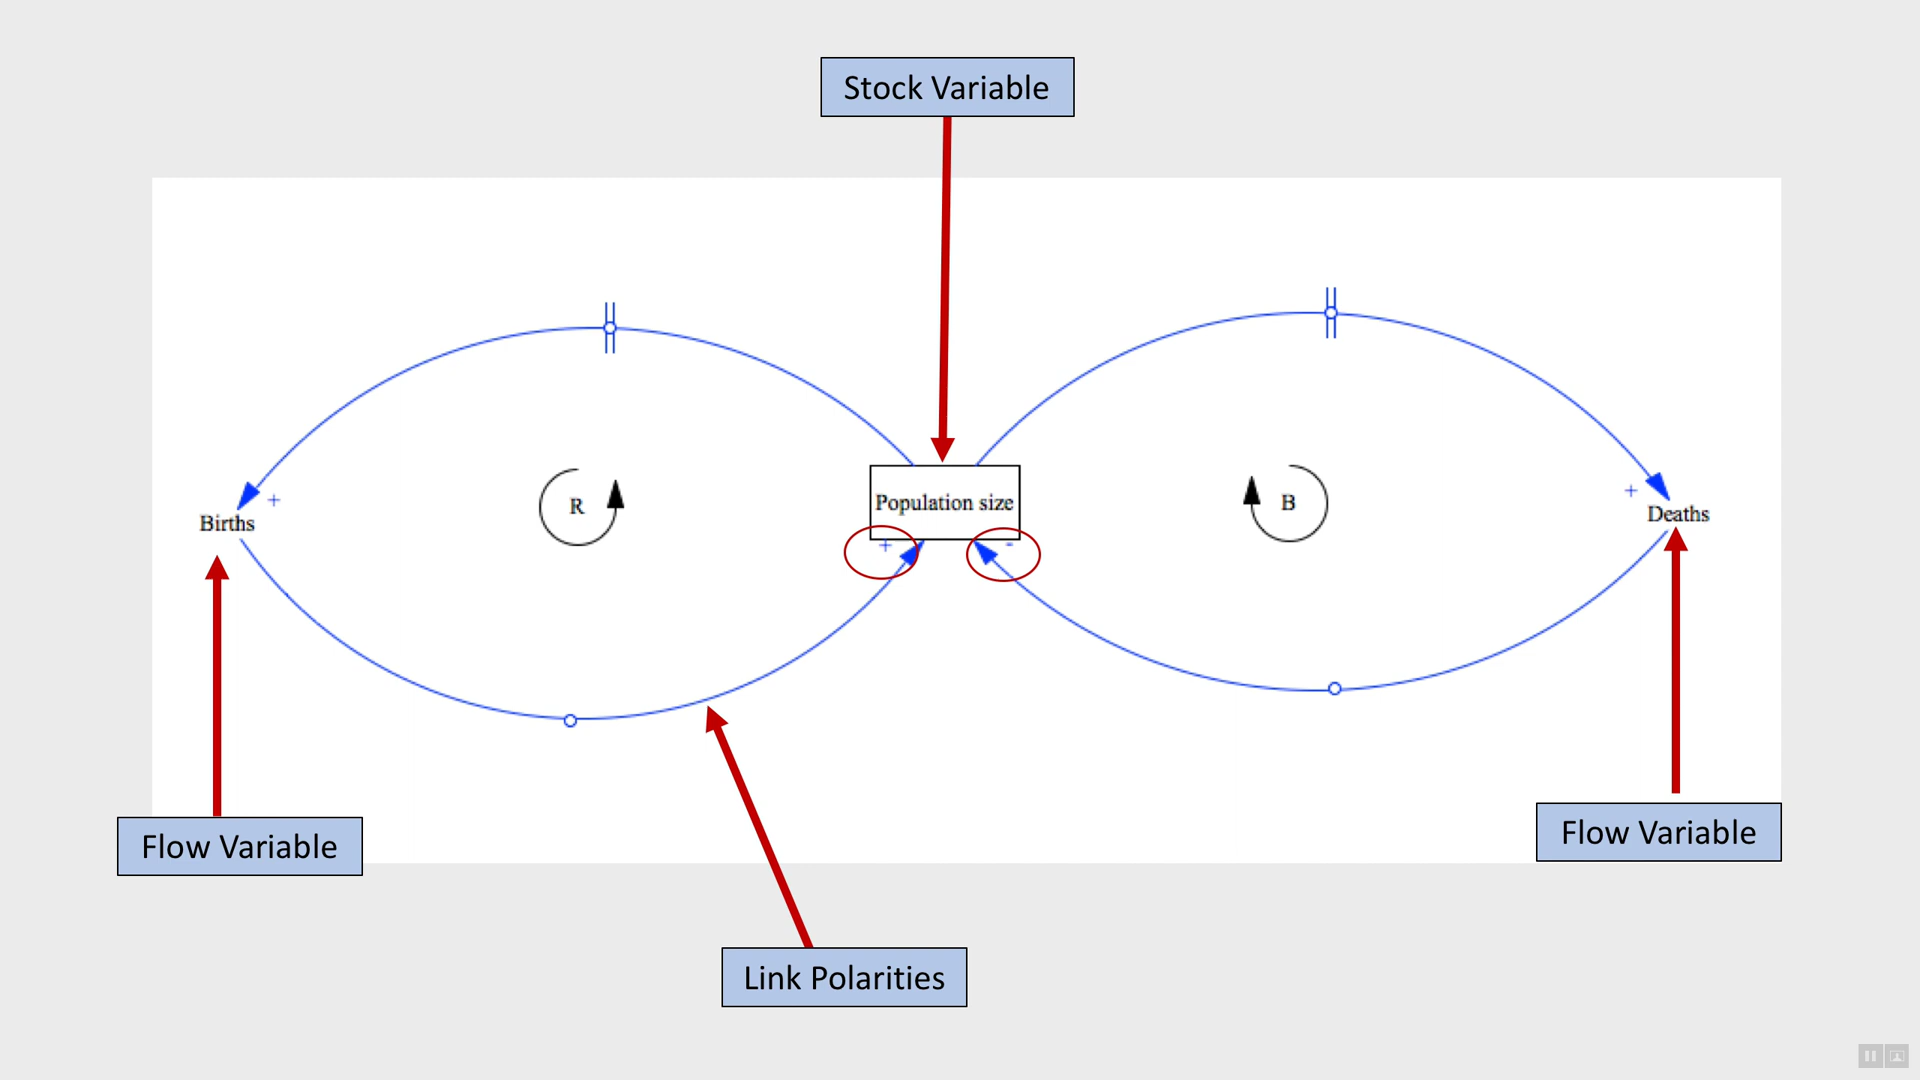 Stock Variable
+
Births
R
Population size
+
-
B
+
Deaths
Flow Variable
Flow Variable
Link Polarities